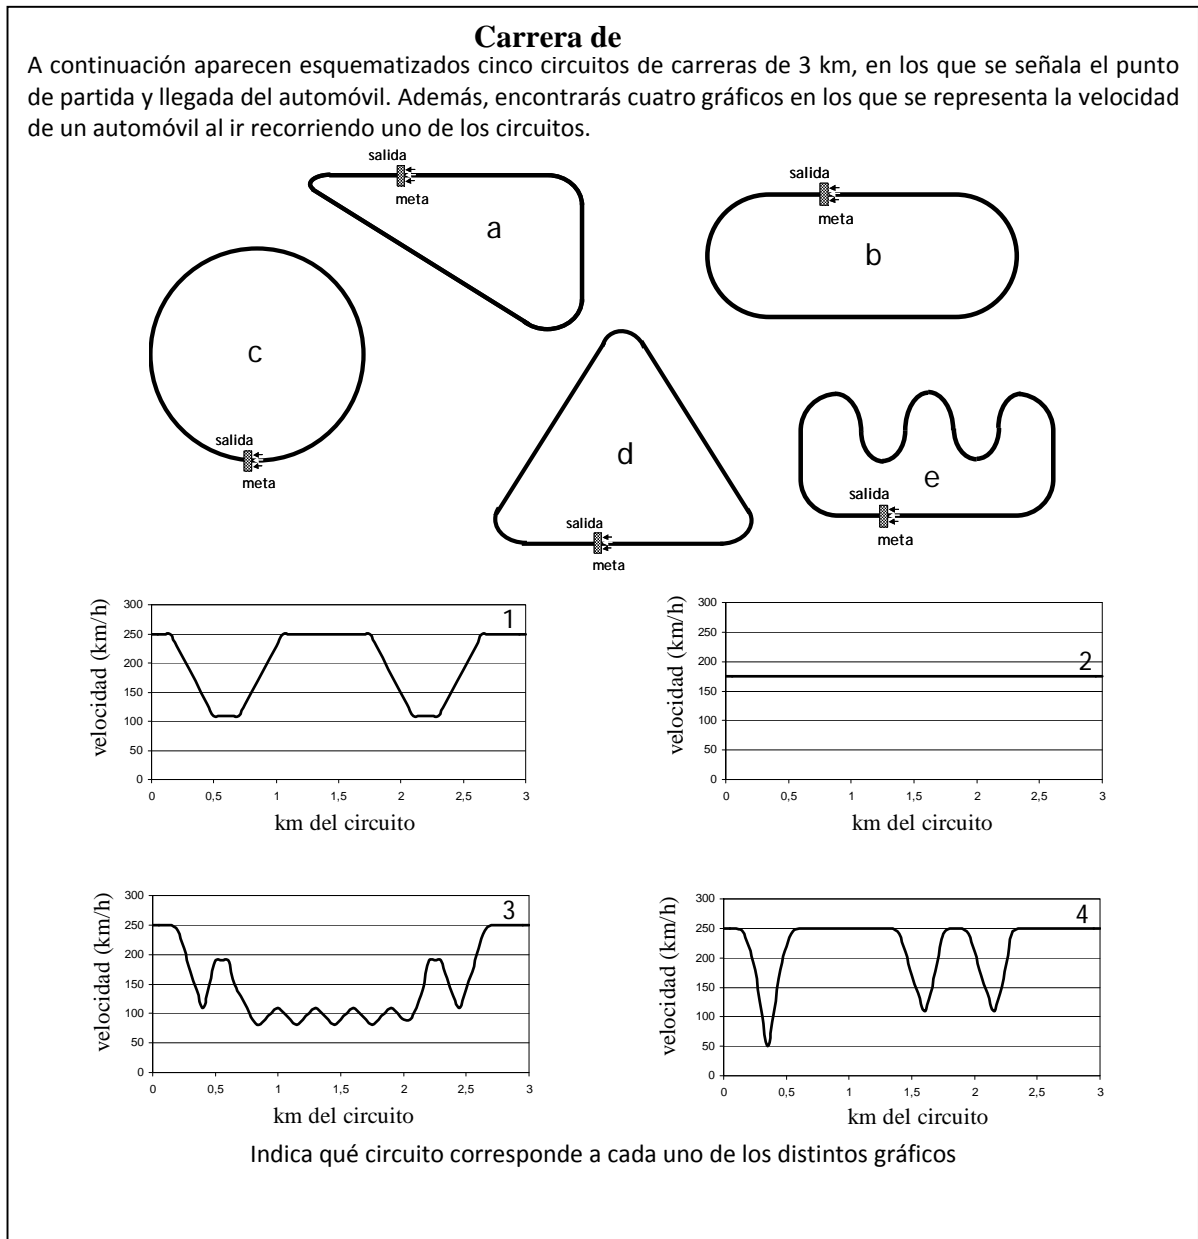 Carrera de
A continuación aparecen esquematizados cinco circuitos de carreras de 3 km, en los que se señala el punto
de partida y llegada del automóvil. Además, encontrarás cuatro gráficos en los que se representa la velocidad
de un automóvil al ir recorriendo uno de los circuitos.
salida
meta
a
salida
meta
b
c
salida
meta
d
salida
meta
e
salida
meta
velocidad (km/h)
300
250
200
150
100
50
0
1
0 0,5 1 1,5 2 2,5 3
km del circuito
velocidad (km/h)
300
250
200
150
100
50
0
2
0 0,5 1 1,5 2 2,5 3
km del circuito
velocidad (km/h)
300
250
200
150
100
50
0
3
0 0,5 1 1,5 2 2,5 3
km del circuito
velocidad (km/h)
300
250
200
150
100
50
0
4
0 0,5 1 1,5 2 2,5 3
km del circuito
Indica qué circuito corresponde a cada uno de los distintos gráficos